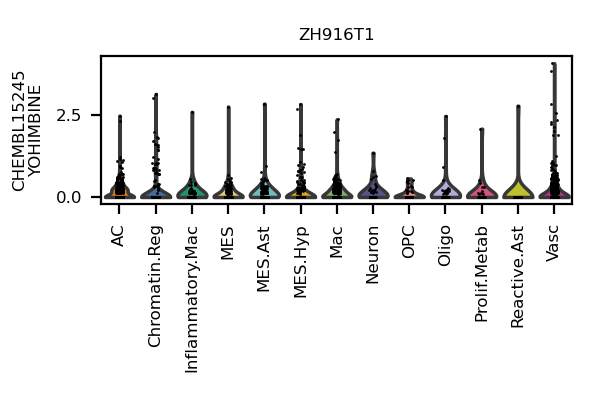 ZH916T1
CHEMBL15245
YOHIMBINE
2.5
0.0
AC
Chromatin.Reg
Inflammatory.Mac
MES
MES.Ast
MES.Hyp
Mac
Neuron
OPC
Oligo
Prolif.Metab
Reactive.Ast
Vasc